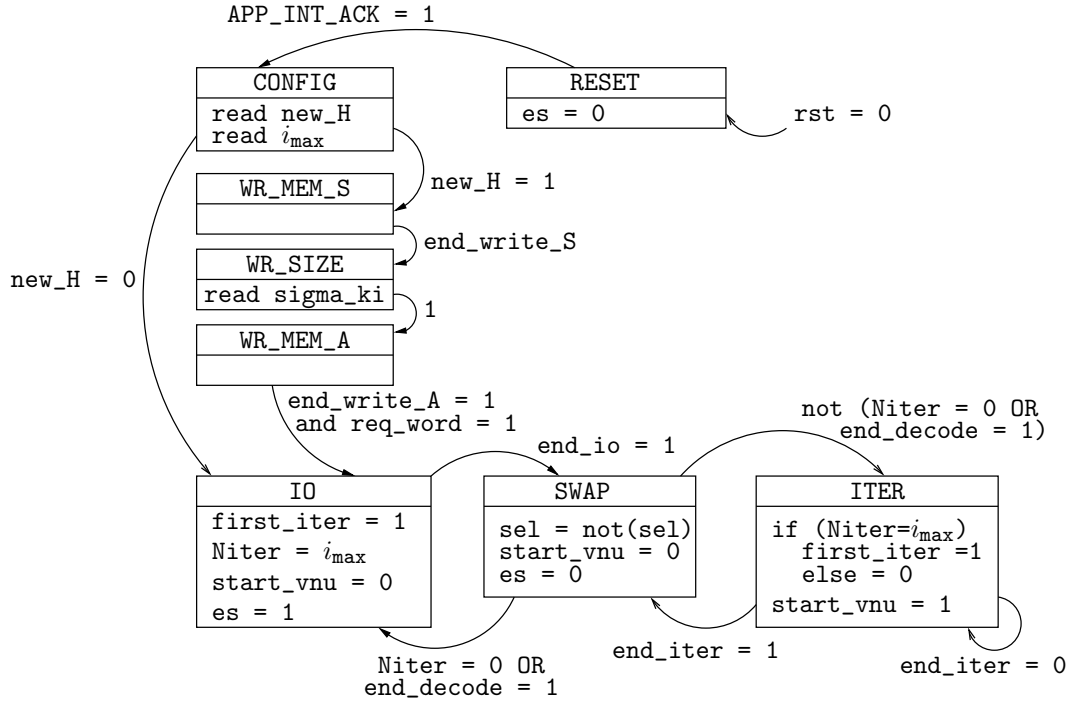 APP_INT_ACK = 1
CONFIG
read new_H
read i_max
RESET
es = 0
rst = 0
new_H = 1
WR_MEM_S
end_write_S
WR_SIZE
read sigma_ki
1
new_H = 0
WR_MEM_A
end_write_A = 1
and req_word = 1
end_io = 1
not (Niter = 0 OR
end_decode = 1)
IO
first_iter = 1
Niter = i_max
start_vnu = 0
es = 1
SWAP
sel = not(sel)
start_vnu = 0
es = 0
ITER
if (Niter=i_max)
first_iter =1
else = 0
start_vnu = 1
Niter = 0 OR
end_decode = 1
end_iter = 1
end_iter = 0